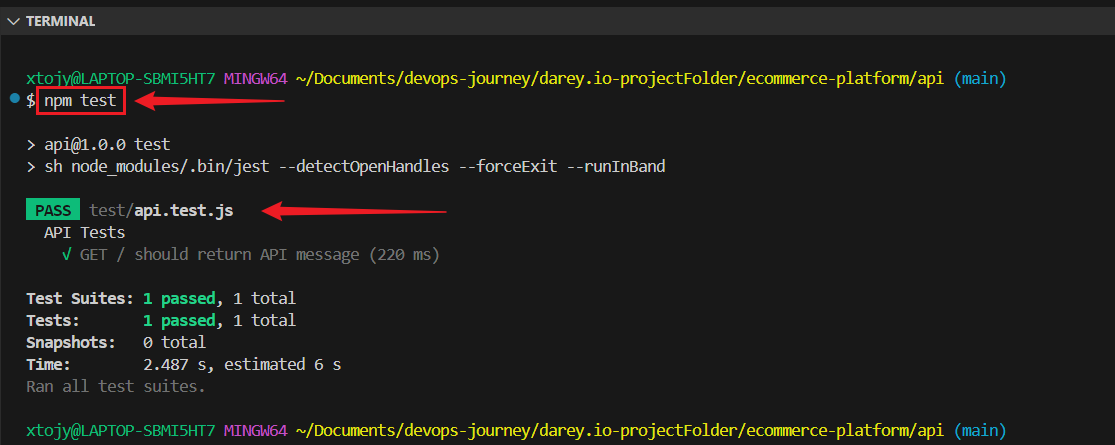 TERMINAL
xtojy@LAPTOP-SBMI5HT7 MINGW64 ~/Documents/devops-journey/darey.io-projectFolder/ecommerce-platform/api (main)
$ npm test
> api@1.0.0 test
> sh node_modules/.bin/jest --detectOpenHandles --forceExit --runInBand
PASS test/api.test.js
API Tests
√ GET / should return API message (220 ms)
Test Suites: 1 passed, 1 total
Tests: 1 passed, 1 total
Snapshots: 0 total
Time: 2.487 s, estimated 6 s
Ran all test suites.
xtojy@LAPTOP-SBMI5HT7 MINGW64 ~/Documents/devops-journey/darey.io-projectFolder/ecommerce-platform/api (main)